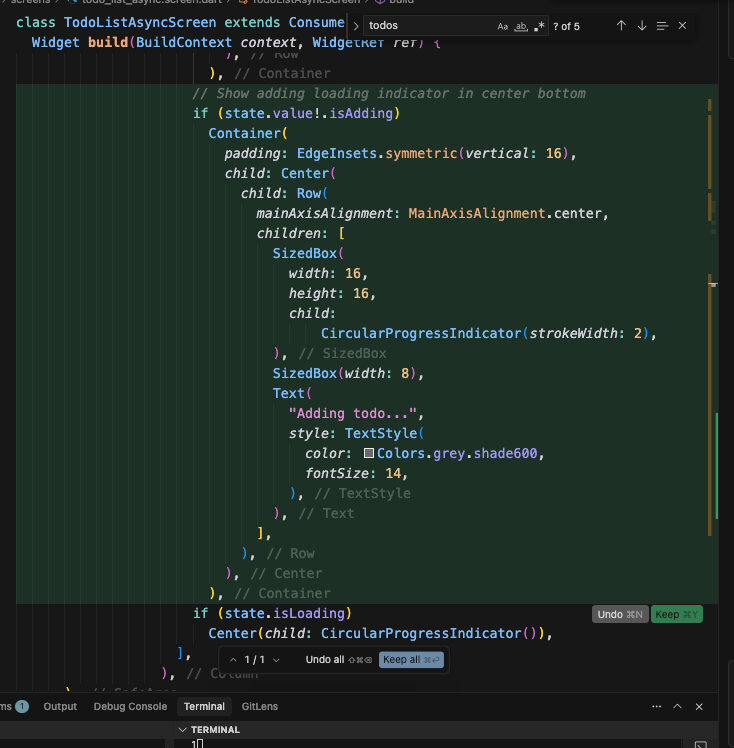 screens > todo_list_async.screen.dart > TodoListAsyncScreen > build
class TodoListAsyncScreen extends Consume
todos
Aa ab .* ? of 5
Widget build(BuildContext context, WidgetRef ref) {
), // Row
), // Container
// Show adding loading indicator in center bottom
if (state.value!.isAdding)
Container(
padding: EdgeInsets.symmetric(vertical: 16),
child: Center(
child: Row(
mainAxisAlignment: MainAxisAlignment.center,
children: [
SizedBox(
width: 16,
height: 16,
child:
CircularProgressIndicator(strokeWidth: 2),
), // SizedBox
SizedBox(width: 8),
Text(
"Adding todo...",
style: TextStyle(
color: Colors.grey.shade600,
fontSize: 14,
), // TextStyle
), // Text
],
), // Row
), // Center
), // Container
if (state.isLoading)
Undo ⌘N Keep ⌘Y
Center(child: CircularProgressIndicator()),
],
1 / 1 Undo all ⇧⌘⌫ Keep all ⌘⏎
), // Column
), // SafeArea
ms 1 Output Debug Console Terminal GitLens
TERMINAL
1